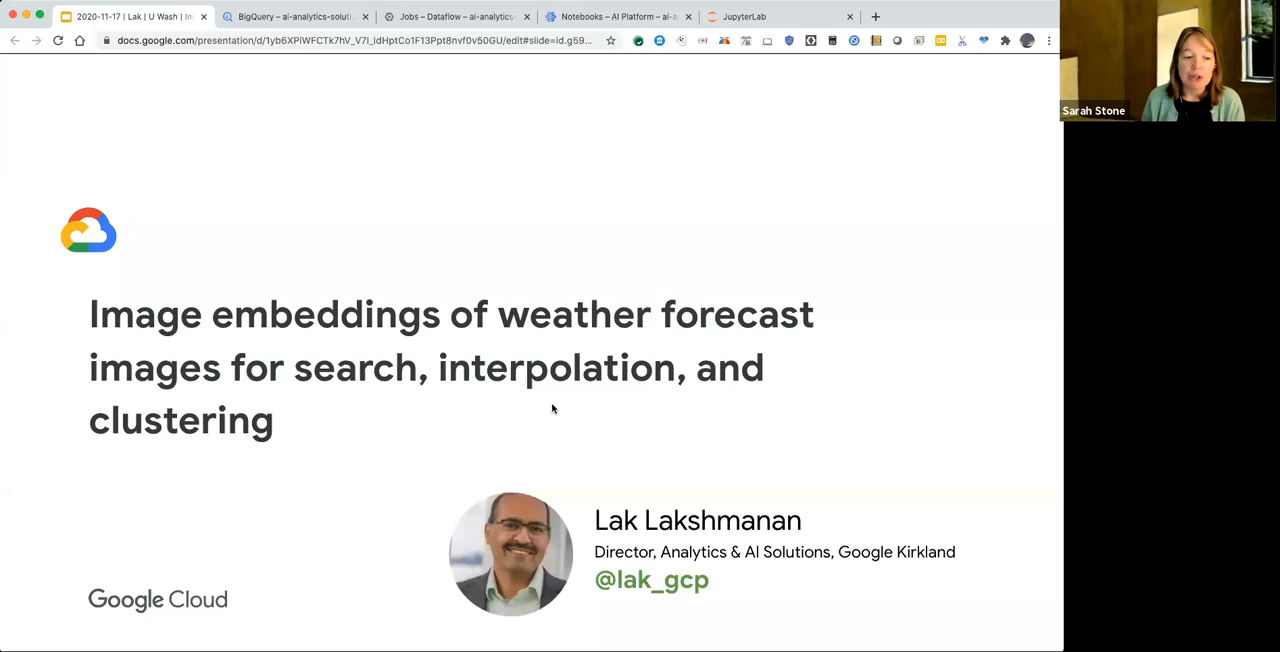 2020-11-17 | Lak | U Wash | Im
BigQuery – ai-analytics-soluti
Jobs – Dataflow – ai-analytics-
Notebooks – AI Platform – ai-a
JupyterLab
docs.google.com/presentation/d/1yb6XPiWFCTk7hV_V7I_ldHptCo1F13Ppt8nvf0v50GU/edit#slide=id.g59...
Sarah Stone
Image embeddings of weather forecast
images for search, interpolation, and
clustering
Lak Lakshmanan
Director, Analytics & AI Solutions, Google Kirkland
@lak_gcp
Google Cloud